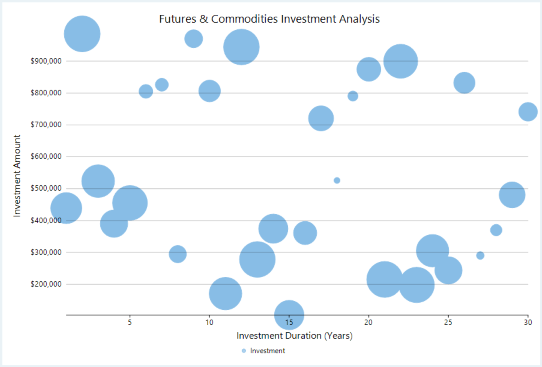 Futures & Commodities Investment Analysis
$900,000
$800,000
$700,000
$600,000
$500,000
$400,000
$300,000
$200,000
Investment Amount
5 10 15 20 25 30
Investment Duration (Years)
Investment